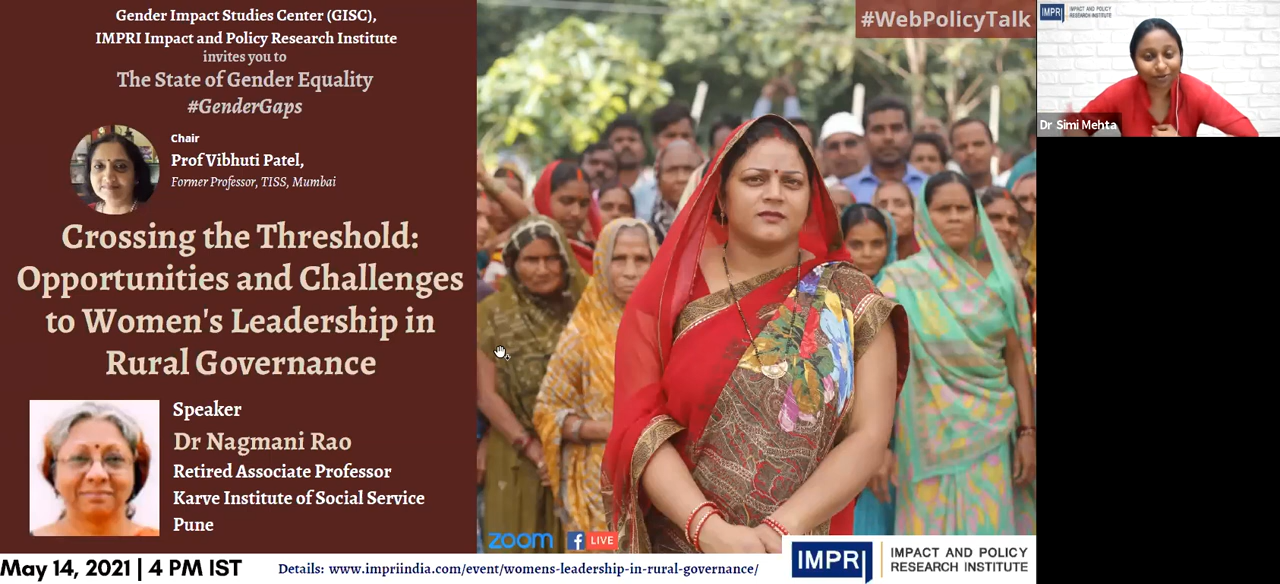 Gender Impact Studies Center (GISC),
IMPRI Impact and Policy Research Institute
invites you to
The State of Gender Equality
#GenderGaps
Chair
Prof Vibhuti Patel,
Former Professor, TISS, Mumbai
Crossing the Threshold:
Opportunities and Challenges
to Women's Leadership in
Rural Governance
Speaker
Dr Nagmani Rao
Retired Associate Professor
Karve Institute of Social Service
Pune
May 14, 2021 | 4 PM IST
#WebPolicyTalk
zoom
f LIVE
Details: www.impriindia.com/event/womens-leadership-in-rural-governance/
IMPRI
IMPACT AND POLICY
RESEARCH INSTITUTE
IMPRI
IMPACT AND POLICY
RESEARCH INSTITUTE
Dr Simi Mehta